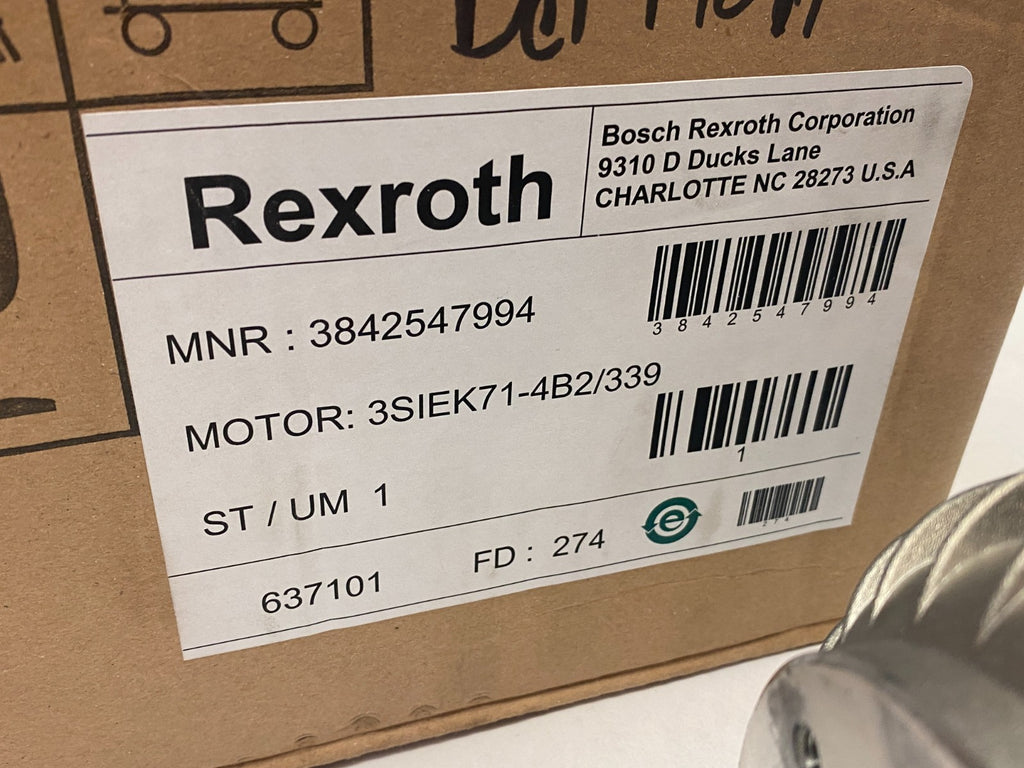 Rexroth
Bosch Rexroth Corporation
9310 D Ducks Lane
CHARLOTTE NC 28273 U.S.A
MNR : 3842547994
3842547994
MOTOR: 3SIEK71-4B2/339
1
ST / UM 1
637101
FD : 274
e
274